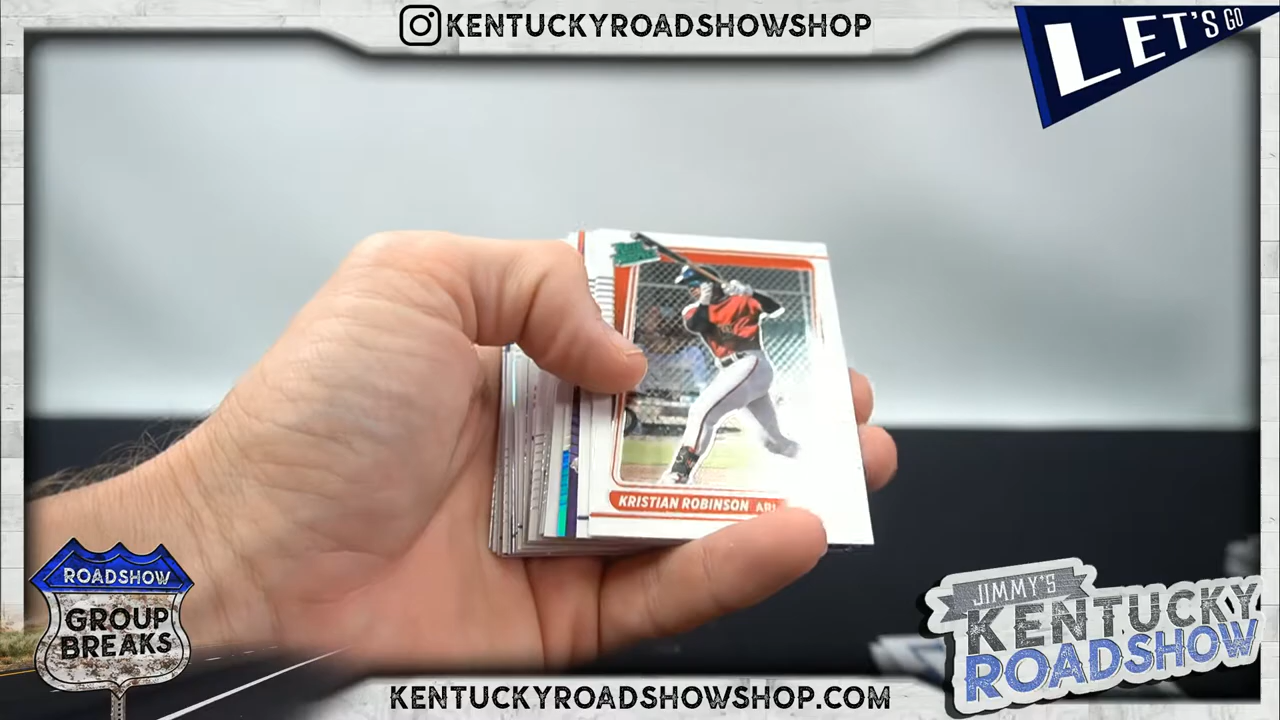 KENTUCKYROADSHOWSHOP
LET'S GO
KRISTIAN ROBINSON
ROADSHOW
GROUP
BREAKS
JIMMY'S
KENTUCKY
ROADSHOW
KENTUCKYROADSHOWSHOP.COM